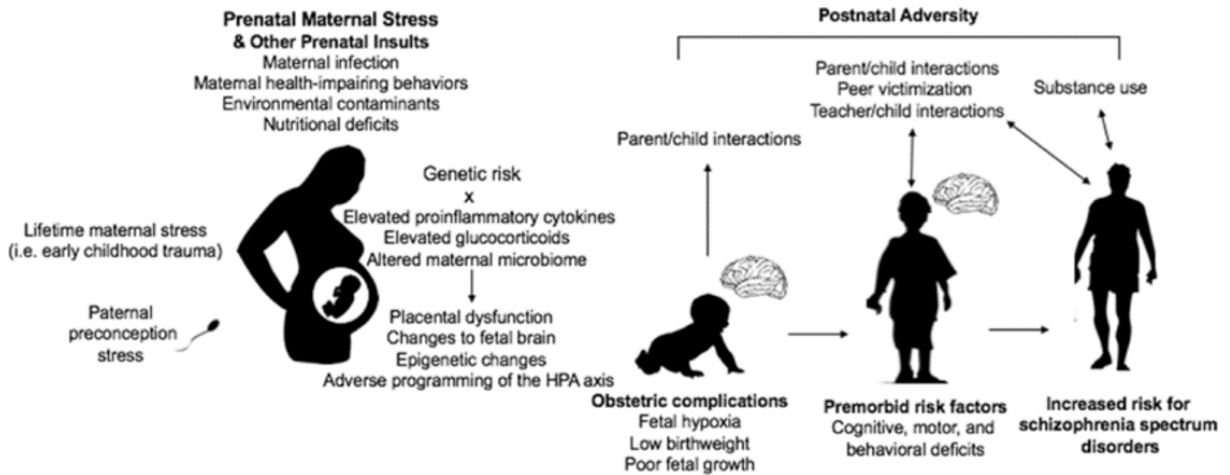 Prenatal Maternal Stress
& Other Prenatal Insults
Maternal infection
Maternal health-impairing behaviors
Environmental contaminants
Nutritional deficits
Genetic risk
x
Elevated proinflammatory cytokines
Elevated glucocorticoids
Altered maternal microbiome
Lifetime maternal stress
(i.e. early childhood trauma)
Paternal
preconception
stress
Placental dysfunction
Changes to fetal brain
Epigenetic changes
Adverse programming of the HPA axis
Postnatal Adversity
Parent/child interactions
Parent/child interactions
Peer victimization
Teacher/child interactions
Substance use
Obstetric complications
Fetal hypoxia
Low birthweight
Poor fetal growth
Premorbid risk factors
Cognitive, motor, and
behavioral deficits
Increased risk for
schizophrenia spectrum
disorders